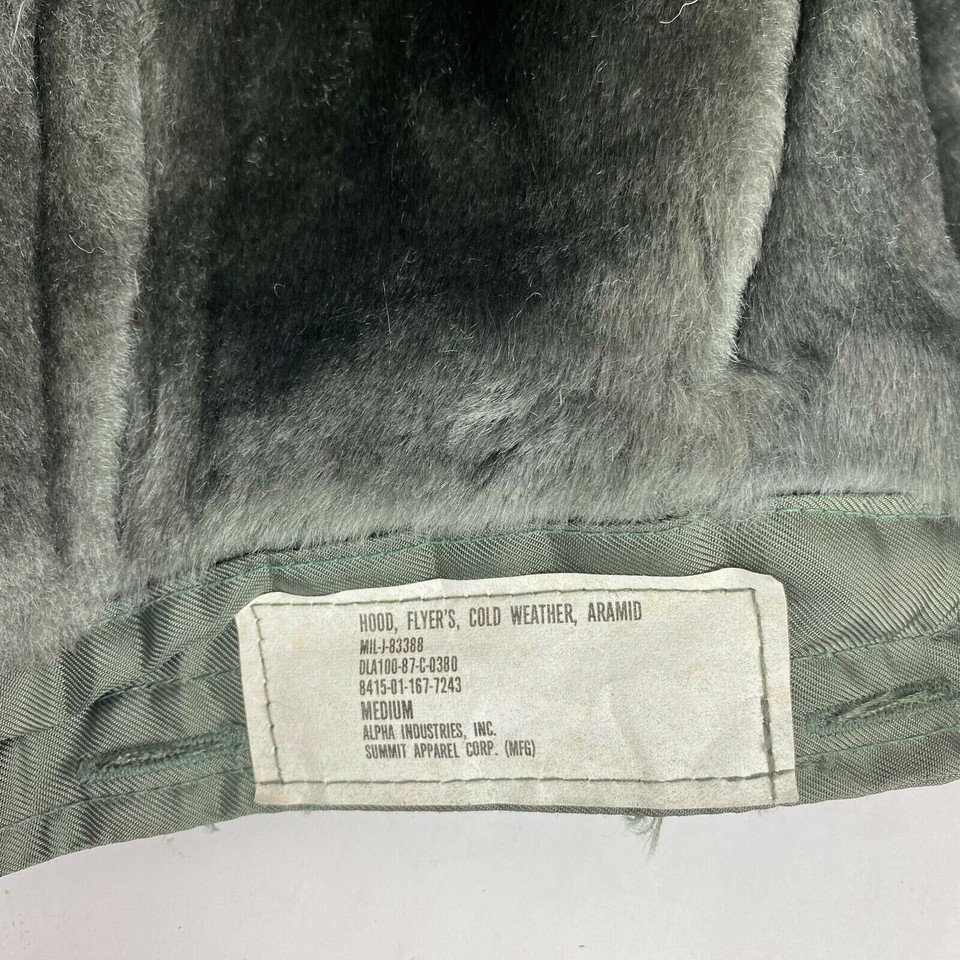 HOOD, FLYER'S, COLD WEATHER, ARAMID
MIL-J-83388
DLA100-87-C-0380
8415-01-167-7243
MEDIUM
ALPHA INDUSTRIES, INC.
SUMMIT APPAREL CORP. (MFG)